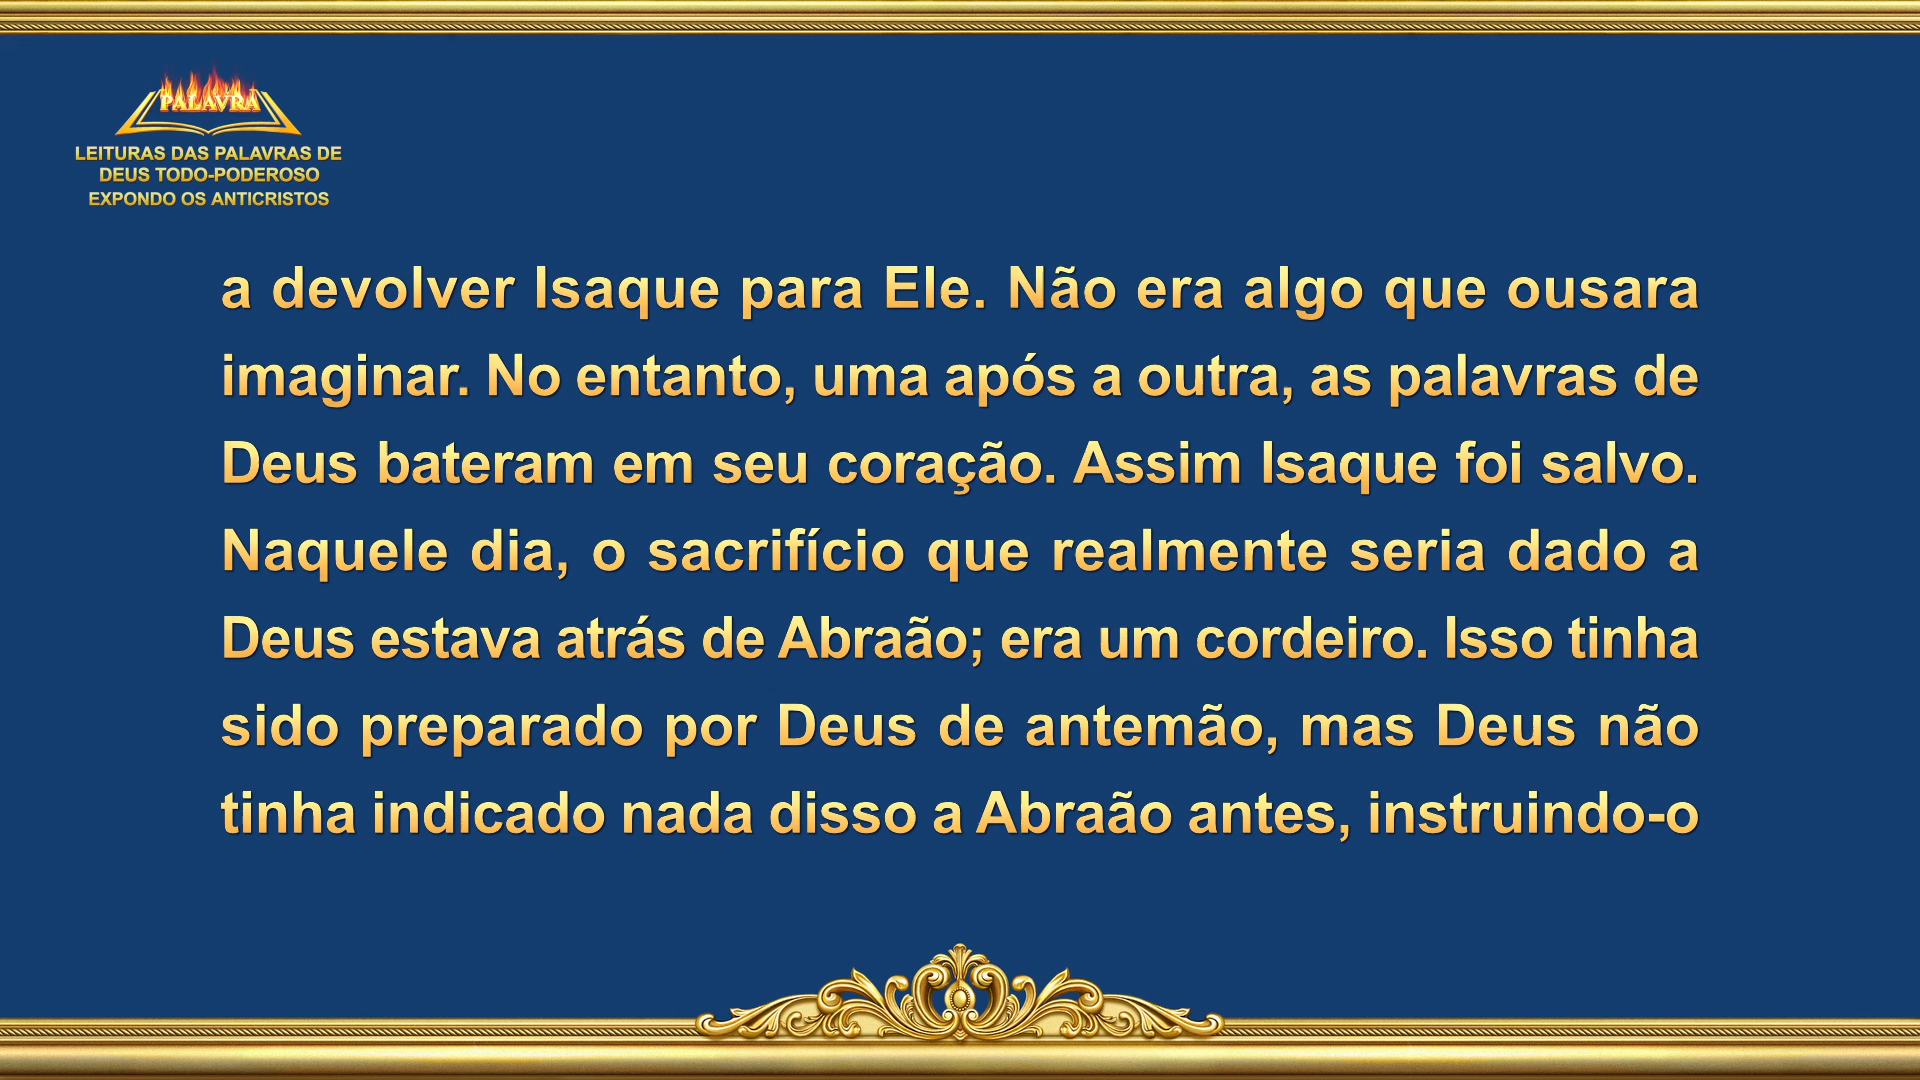 PALAVRA
LEITURAS DAS PALAVRAS DE
DEUS TODO-PODEROSO
EXPONDO OS ANTICRISTOS
a devolver Isaque para Ele. Não era algo que ousara
imaginar. No entanto, uma após a outra, as palavras de
Deus bateram em seu coração. Assim Isaque foi salvo.
Naquele dia, o sacrifício que realmente seria dado a
Deus estava atrás de Abraão; era um cordeiro. Isso tinha
sido preparado por Deus de antemão, mas Deus não
tinha indicado nada disso a Abraão antes, instruindo-o